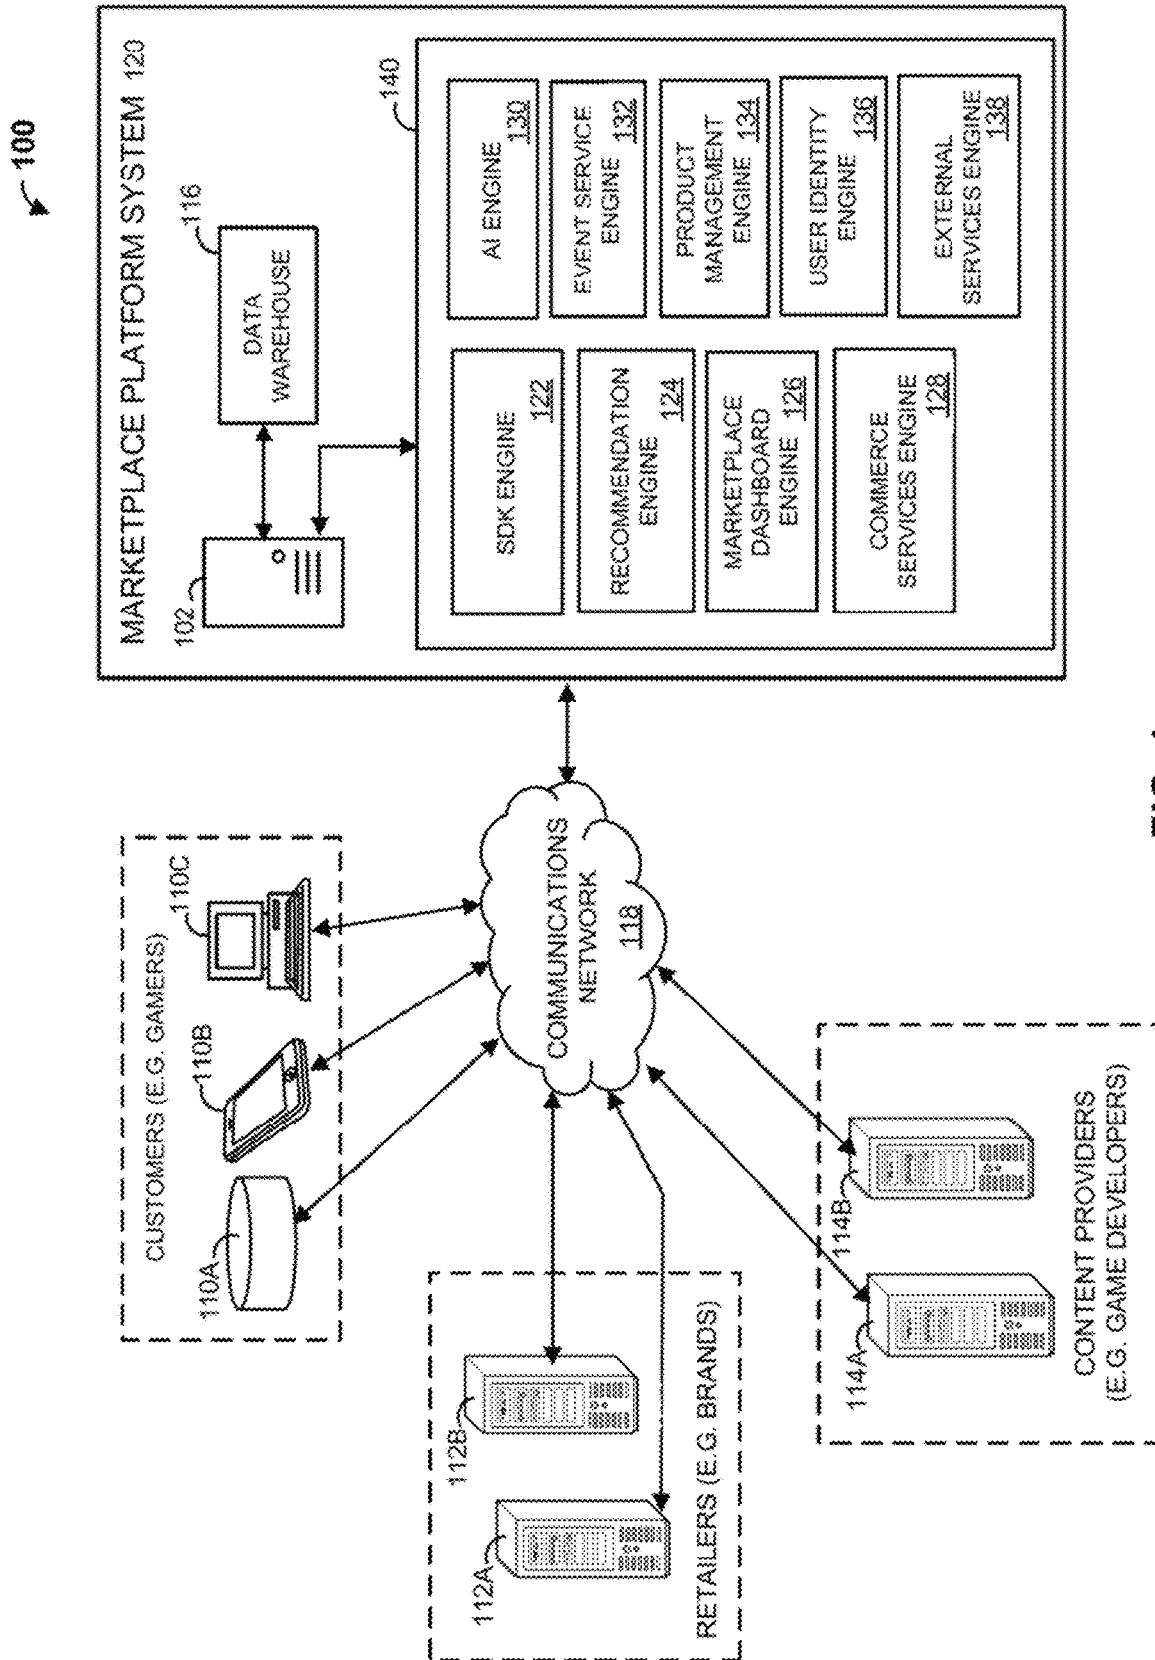 100
MARKETPLACE PLATFORM SYSTEM 120
102
116
DATA
WAREHOUSE
140
SDK ENGINE
122
RECOMMENDATION
ENGINE
124
MARKETPLACE
DASHBOARD
ENGINE
126
COMMERCE
SERVICES ENGINE
128
AI ENGINE
130
EVENT SERVICE
ENGINE
132
PRODUCT
MANAGEMENT
ENGINE
134
USER IDENTITY
ENGINE
136
EXTERNAL
SERVICES ENGINE
138
CUSTOMERS (E.G. GAMERS)
110A
110B
110C
COMMUNICATIONS
NETWORK
118
112A
112B
RETAILERS (E.G. BRANDS)
114A
114B
CONTENT PROVIDERS
(E.G. GAME DEVELOPERS)